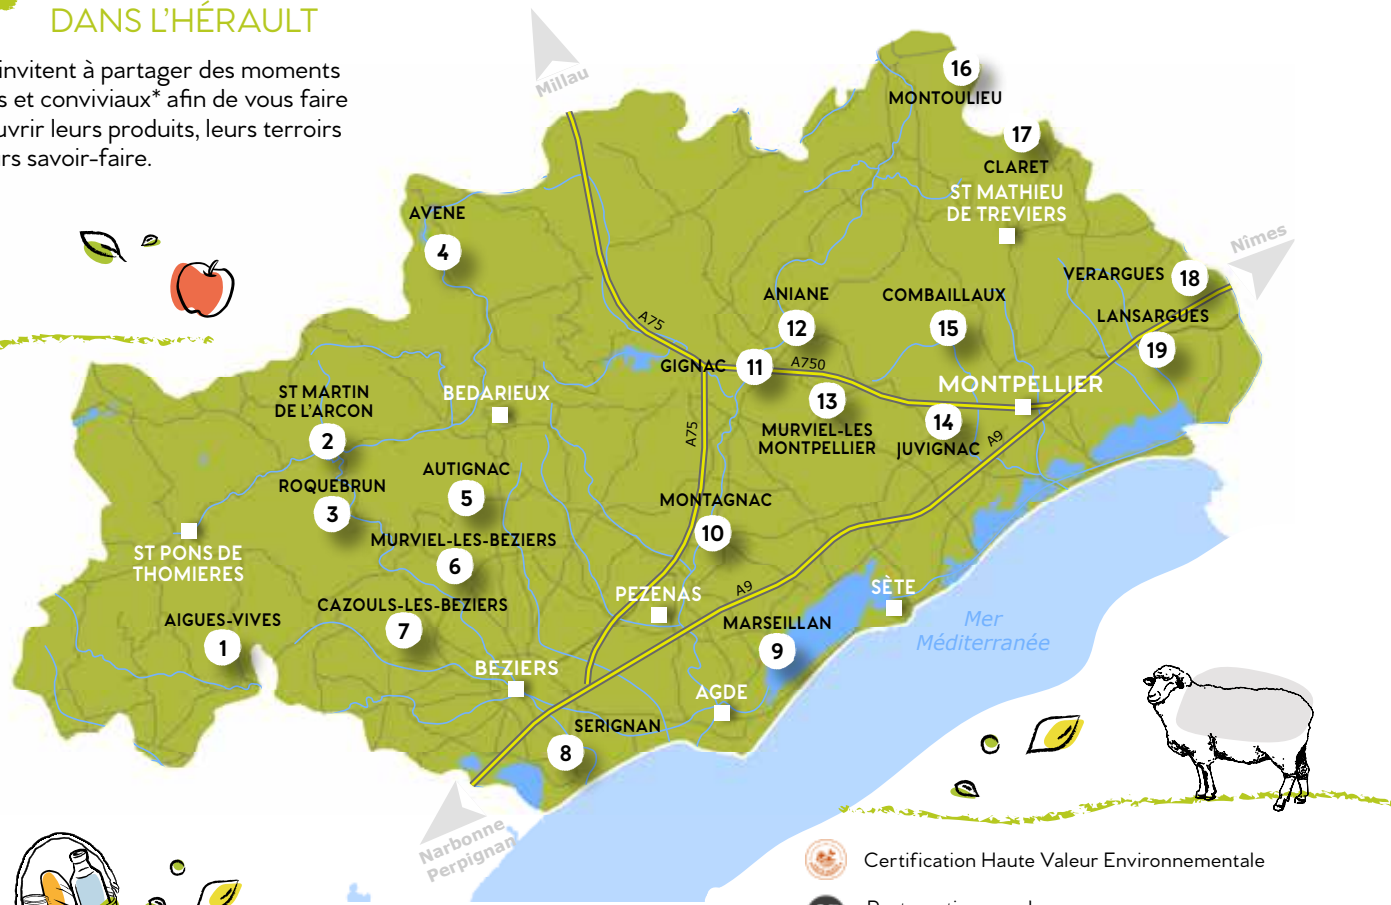 DANS L'HÉRAULT
invitent à partager des moments
s et conviviaux* afin de vous faire
uvrir leurs produits, leurs terroirs
rs savoir-faire.
Millau
16
MONTOULIEU
17
CLARET
ST MATHIEU
DE TREVIERS
Nîmes
AVENE
4
VERARGUES 18
ANIANE
12
COMBAILLAUX
15
LANSARGUES
19
A75
GIGNAC 11
A750
MONTPELLIER
13
MURVIEL-LES
MONTPELLIER
14
JUVIGNAC
A9
ST MARTIN
DE L'ARCON
2
BEDARIEUX
A75
AUTIGNAC
5
ROQUEBRUN
3
MONTAGNAC
10
MURVIEL-LES-BEZIERS
6
ST PONS DE
THOMIERES
A9
PEZENAS
SÈTE
CAZOULS-LES-BEZIERS
7
AIGUES-VIVES
1
MARSEILLAN
9
Mer
Méditerranée
BEZIERS
AGDE
SERIGNAN
8
Narbonne
Perpignan
Certification Haute Valeur Environnementale